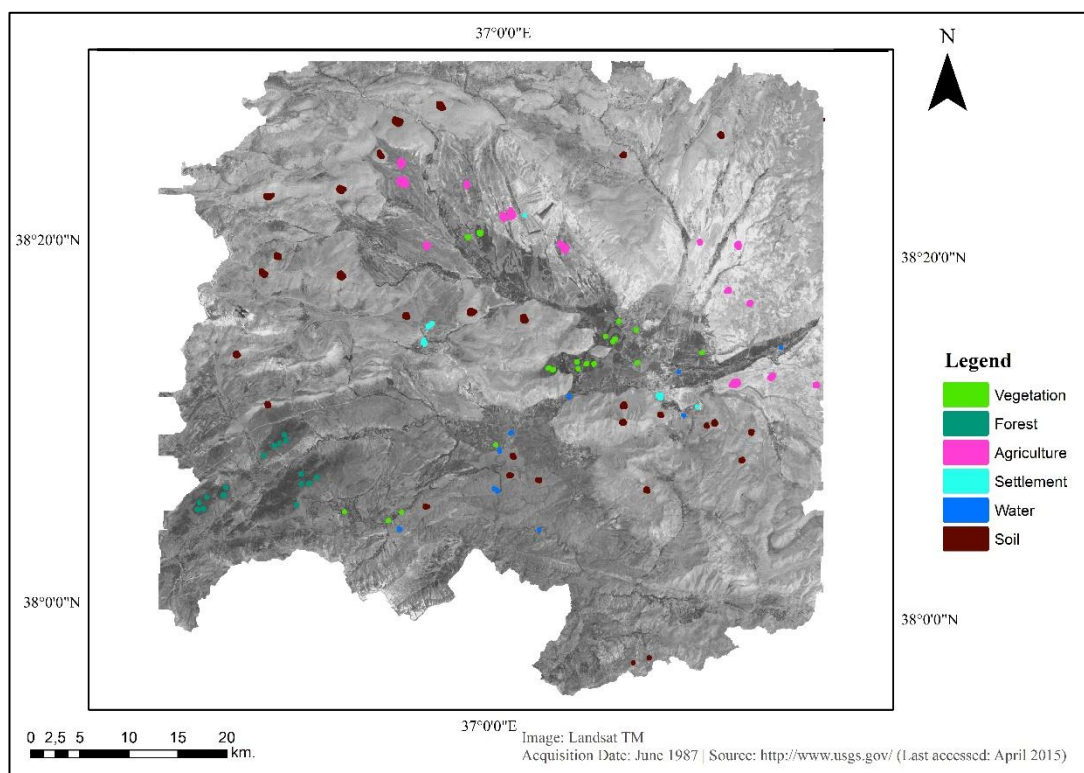 37°0'0"E
N
38°20'0"N
38°20'0"N
Legend
Vegetation
Forest
Agriculture
Settlement
Water
Soil
38°0'0"N
38°0'0"N
37°0'0"E
0 2,5 5 10 15 20
km.
Image: Landsat TM
Acquisition Date: June 1987 | Source: http://www.usgs.gov/ (Last accessed: April 2015)